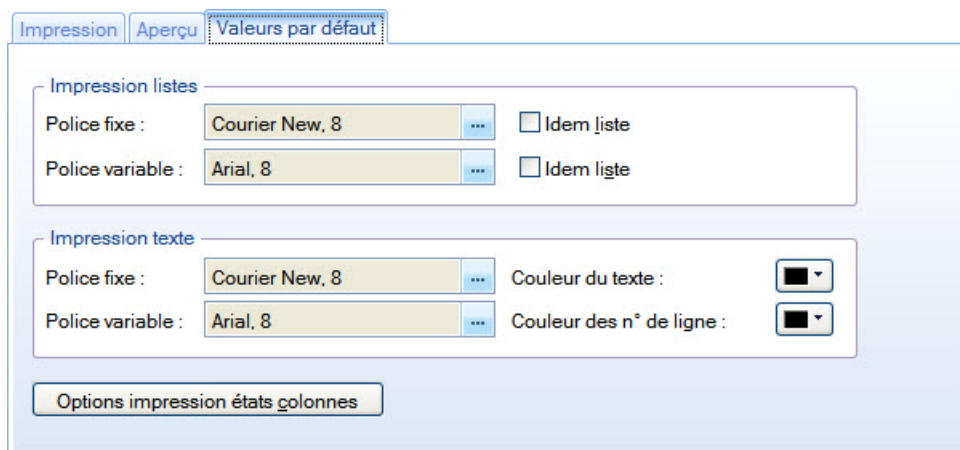 Impression Aperçu Valeurs par défaut
Impression listes
Police fixe : Courier New, 8 ... Idem liste
Police variable : Arial, 8 ... Idem liste
Impression texte
Police fixe : Courier New, 8 ... Couleur du texte :
Police variable : Arial, 8 ... Couleur des n° de ligne :
Options impression états colonnes